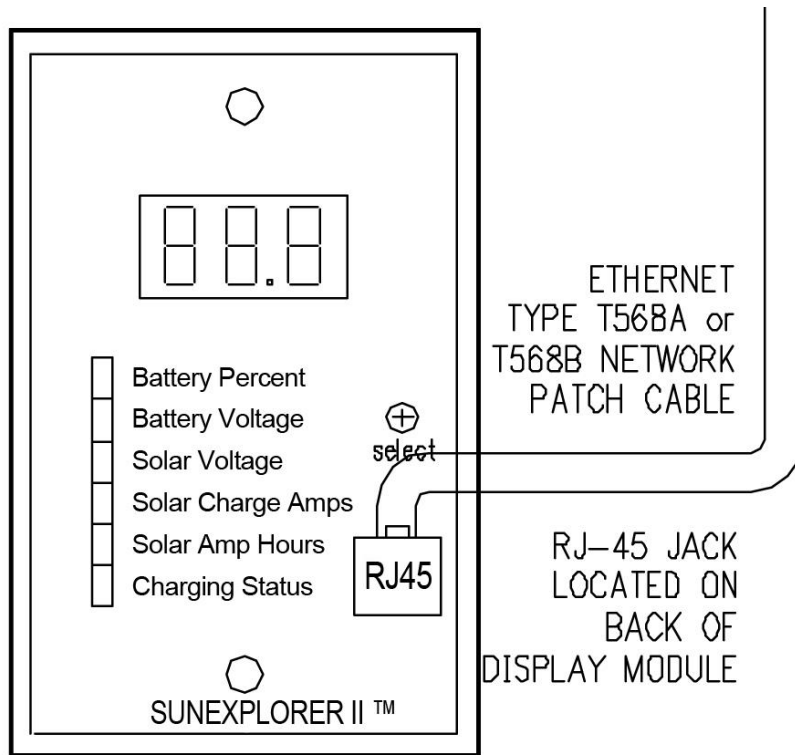 88.8
ETHERNET
TYPE T568A or
T568B NETWORK
PATCH CABLE
Battery Percent
Battery Voltage
Solar Voltage
Solar Charge Amps
Solar Amp Hours
Charging Status
select
RJ45
RJ-45 JACK
LOCATED ON
BACK OF
DISPLAY MODULE
SUNEXPLORER II ™